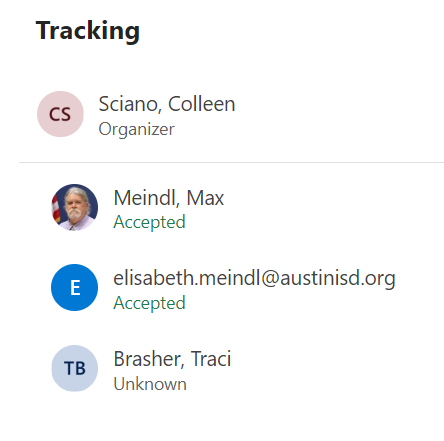 Tracking
CS
Sciano, Colleen
Organizer
Meindl, Max
Accepted
E
elisabeth.meindl@austinisd.org
Accepted
TB
Brasher, Traci
Unknown